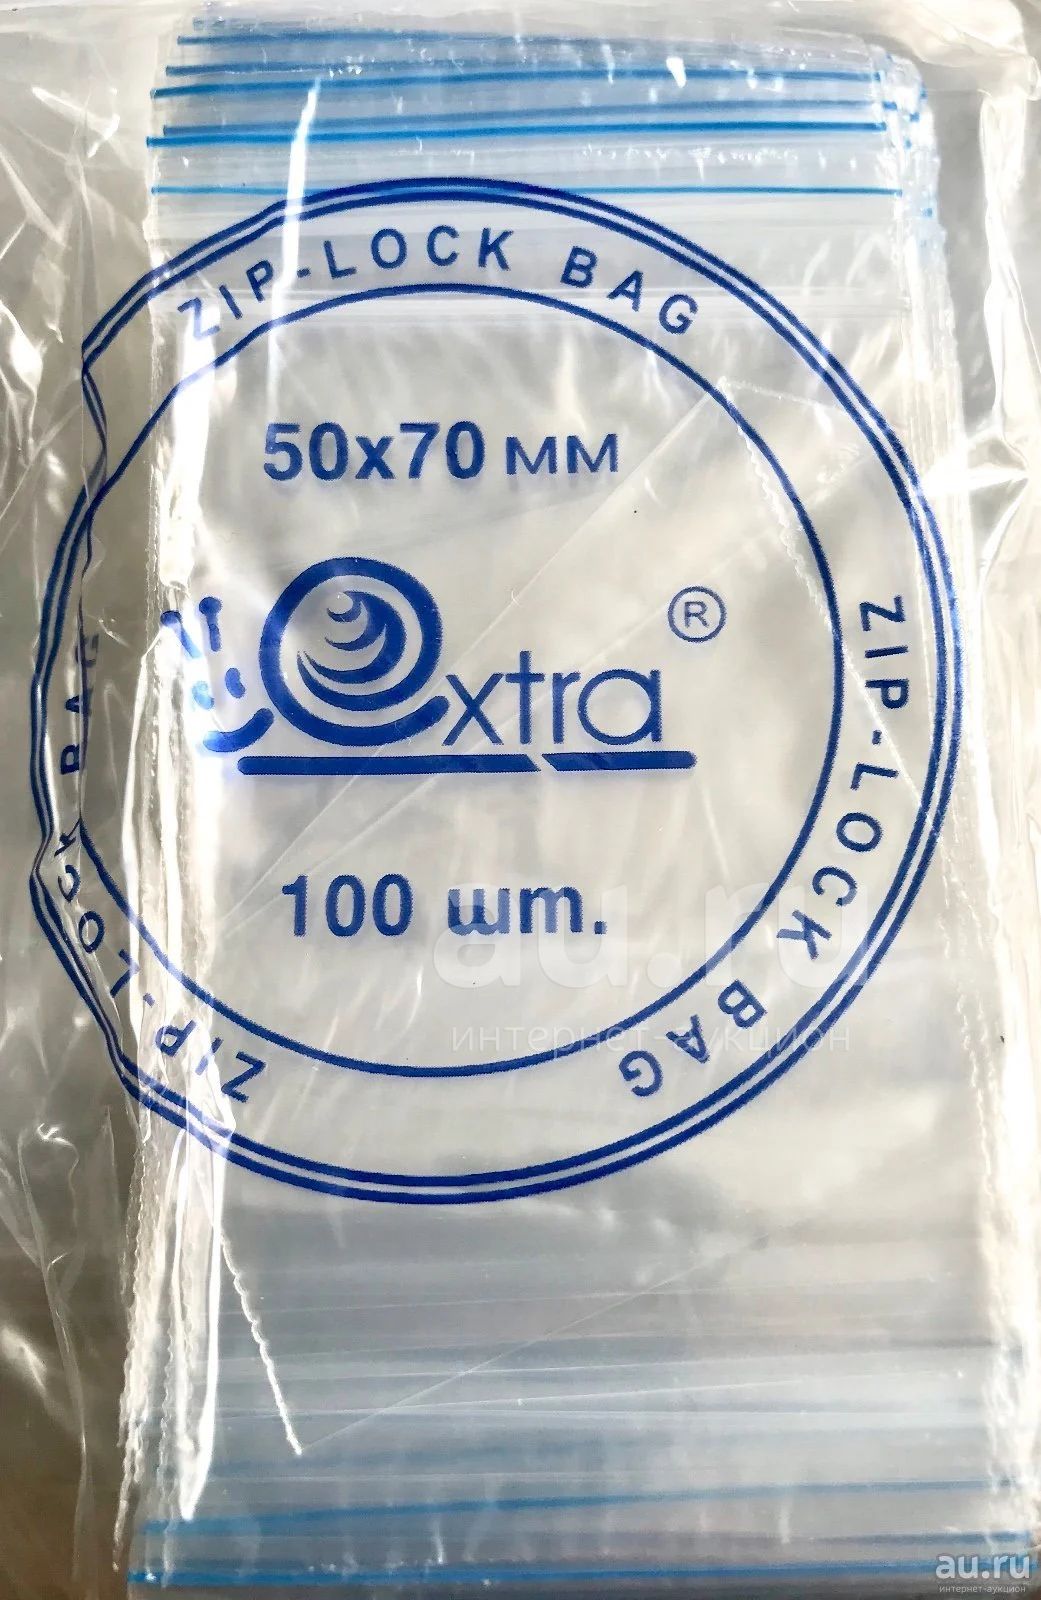 ZIP-LOCK BAG
50x70 мм
extra ®
100 шт.
ZIP-LOCK BAG
ZIP-LOCK BAG
au.ru
интернет-аукцион
au.ru
интернет-аукцион